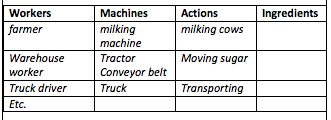 Workers Machines Actions Ingredients
farmer milking milking cows
machine
Warehouse Tractor Moving sugar
worker Conveyor belt
Truck driver Truck Transporting
Etc.